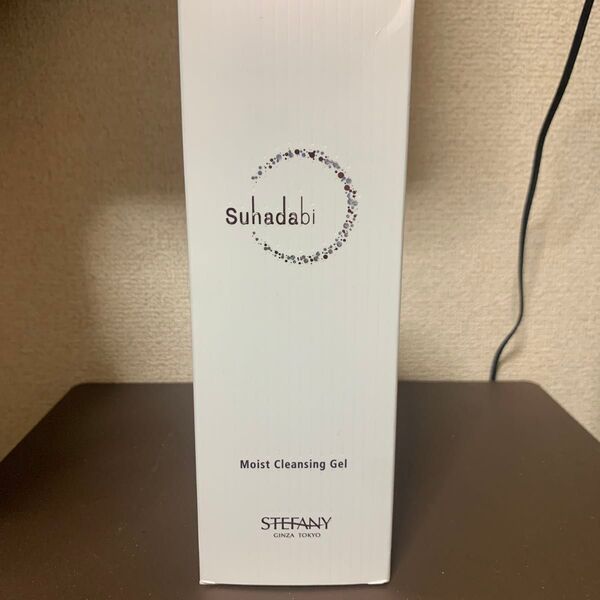 Suhadabi
Moist Cleansing Gel
STEFANY
GINZA TOKYO